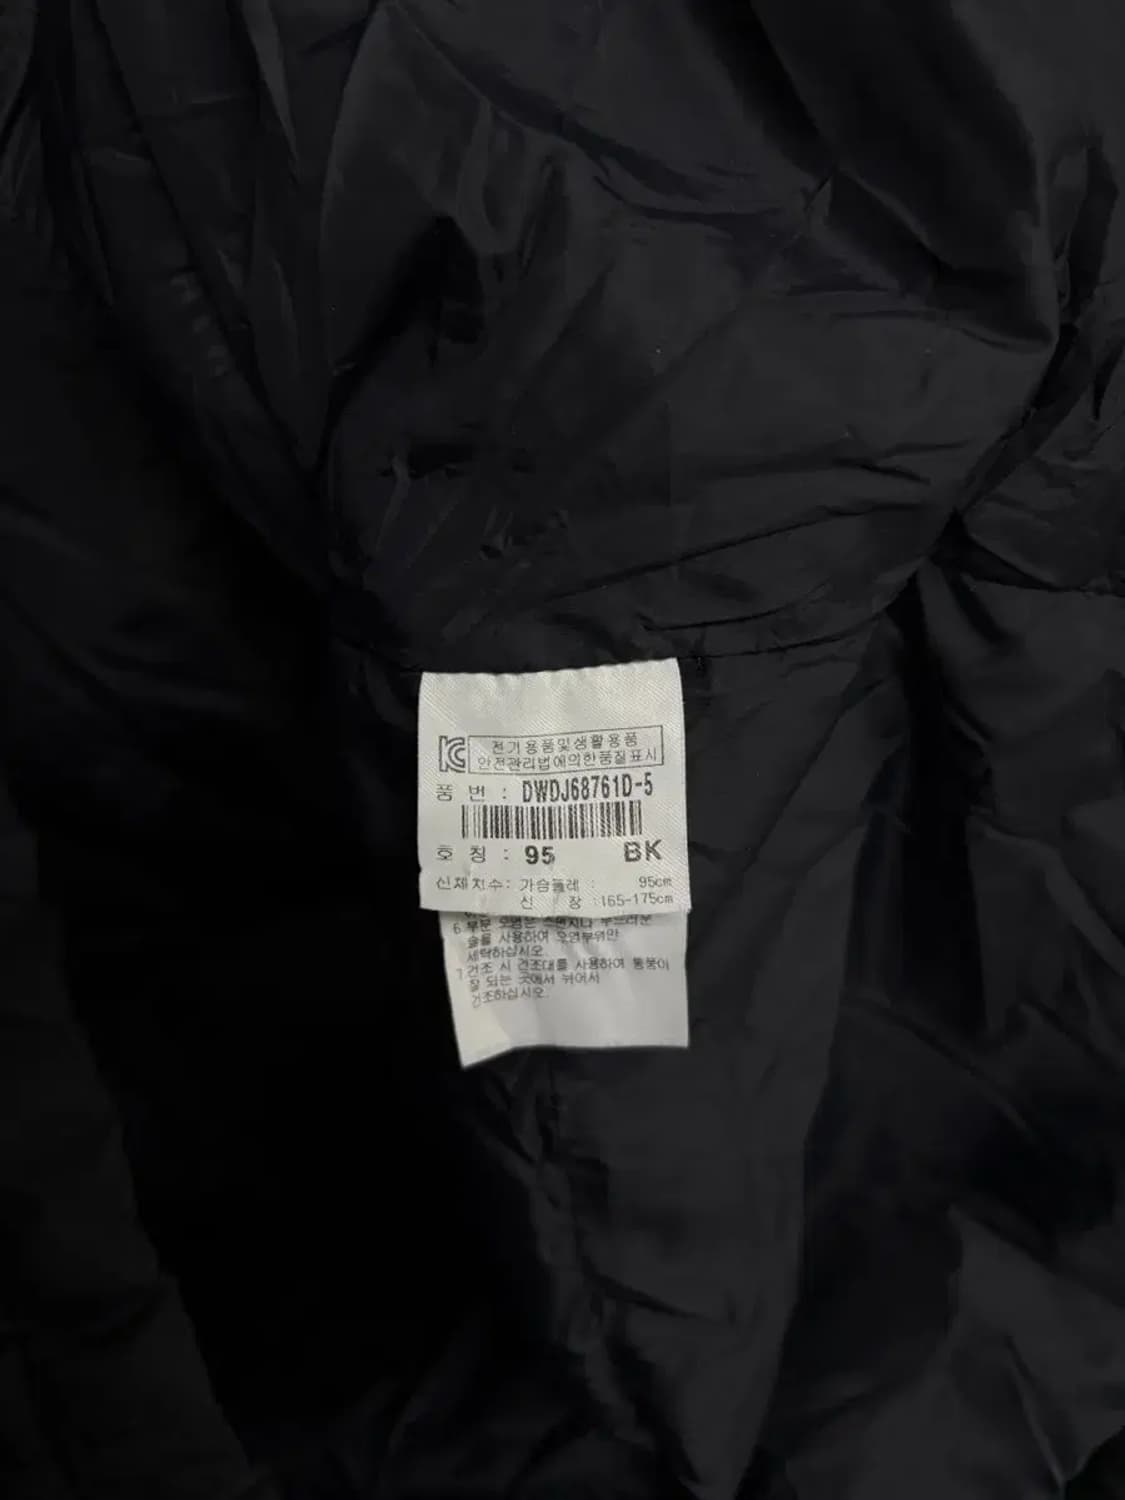 KC 전기용품및생활용품
안전관리법에의한품질표시
품 번 : DWDJ68761D-5
호 칭 : 95 BK
신체치수: 가슴둘레 : 95cm
신 장 :165-175cm
6.부분 오염은 스펀지나 부드러운
솔을 사용하여 오염부위만
세탁하십시오.
7.건조 시 건조대를 사용하여 통풍이
잘 되는 곳에서 뉘어서
건조하십시오.